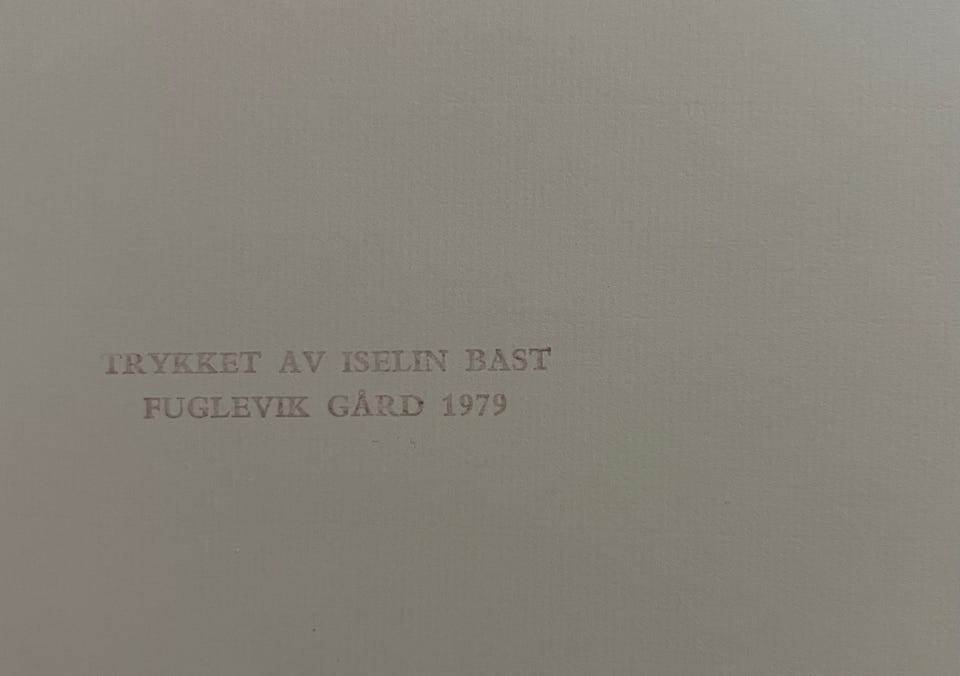 TRYKKET AV ISELIN BAST
FUGLEVIK GÅRD 1979